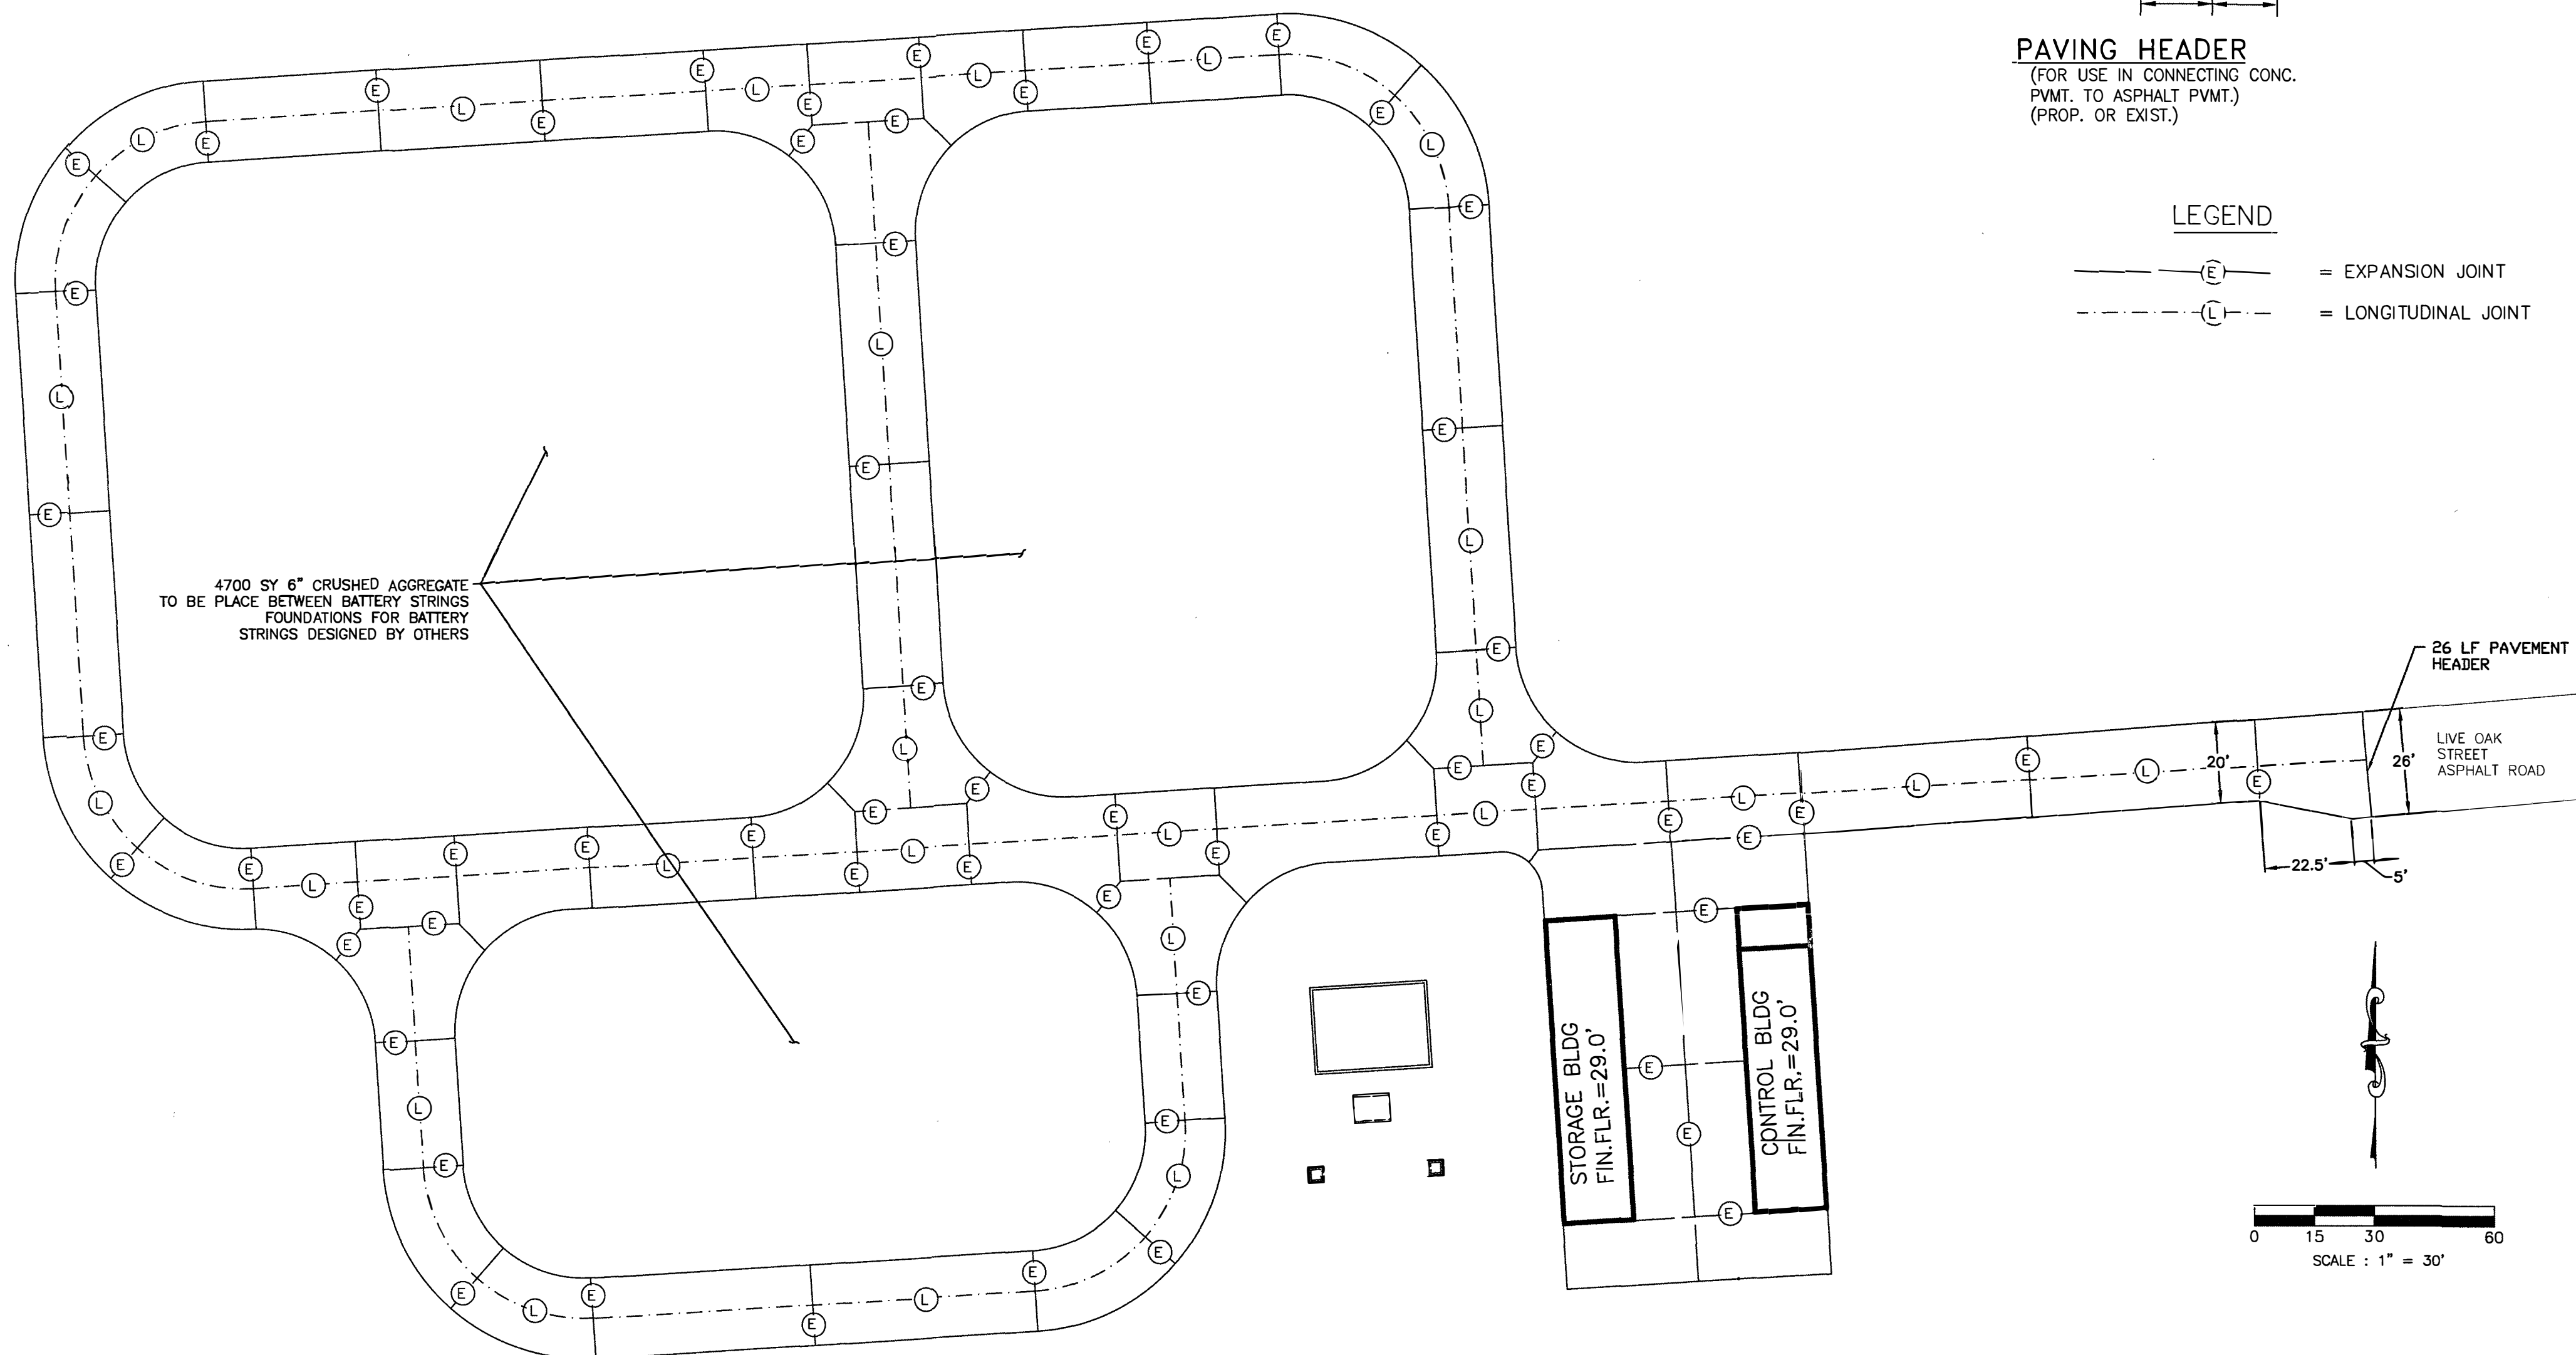 PAVING HEADER
(FOR USE IN CONNECTING CONC.
PVMT. TO ASPHALT PVMT.)
(PROP. OR EXIST.)
LEGEND
E = EXPANSION JOINT
L = LONGITUDINAL JOINT
4700 SY 6" CRUSHED AGGREGATE
TO BE PLACE BETWEEN BATTERY STRINGS
FOUNDATIONS FOR BATTERY
STRINGS DESIGNED BY OTHERS
26 LF PAVEMENT
HEADER
LIVE OAK
STREET
ASPHALT ROAD
20'
26'
22.5'
5'
STORAGE BLDG
FIN.FLR.=29.0'
CONTROL BLDG
FIN.FLR.=29.0'
0 15 30 60
SCALE : 1" = 30'